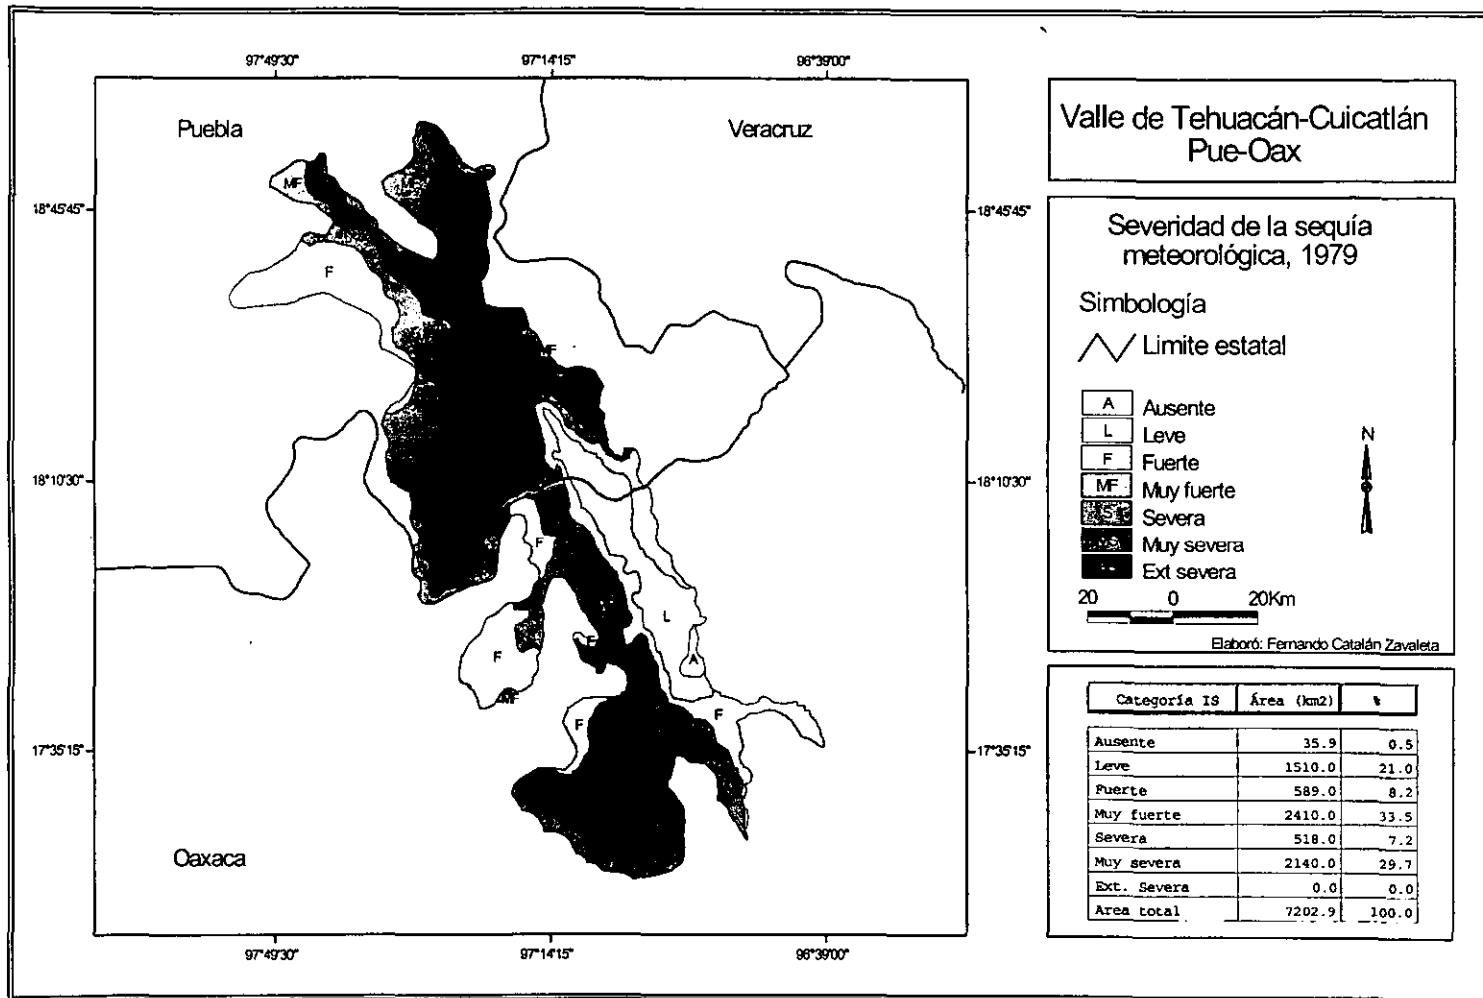 97°49'30"
97°14'15"
96°39'00"
Puebla
Veracruz
MF
18°45'45"
18°45'45"
F
MF
18°10'30"
18°10'30"
F
L
F
F
A
MF
F
F
17°35'15"
17°35'15"
Oaxaca
97°49'30"
97°14'15"
96°39'00"
Valle de Tehuacán-Cuicatlán
Pue-Oax
Severidad de la sequía
meteorológica, 1979
Simbología
Limite estatal
A Ausente
L Leve
F Fuerte
MF Muy fuerte
S Severa
Muy severa
Ext severa
N
20 0 20Km
Elaboró: Fernando Catalán Zavaleta
Categoría IS Área (km2) %
Ausente 35.9 0.5
Leve 1510.0 21.0
Fuerte 589.0 8.2
Muy fuerte 2410.0 33.5
Severa 518.0 7.2
Muy severa 2140.0 29.7
Ext. Severa 0.0 0.0
Area total 7202.9 100.0